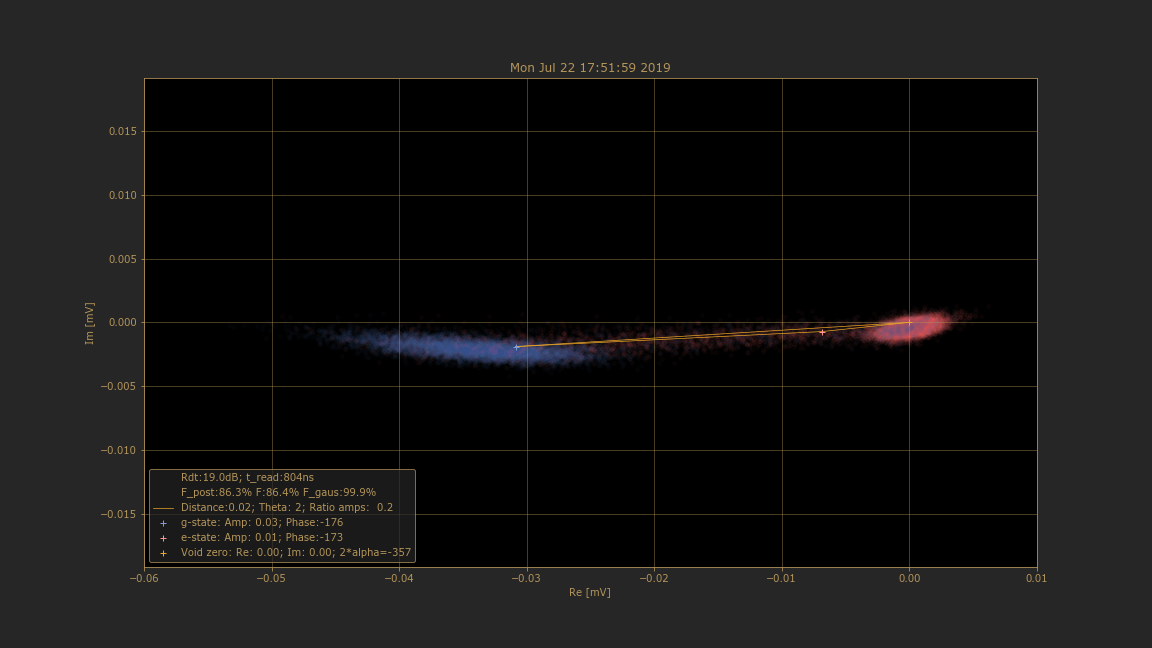 Mon Jul 22 17:51:59 2019
0.015
0.010
0.005
0.000
−0.005
−0.010
−0.015
Im [mV]
Rdt:19.0dB; t_read:804ns
F_post:86.3% F:86.4% F_gaus:99.9%
Distance:0.02; Theta: 2; Ratio amps:  0.2
g-state: Amp: 0.03; Phase:-176
e-state: Amp: 0.01; Phase:-173
Void zero: Re: 0.00; Im: 0.00; 2*alpha=-357
−0.06 −0.05 −0.04 −0.03 −0.02 −0.01 0.00 0.01
Re [mV]